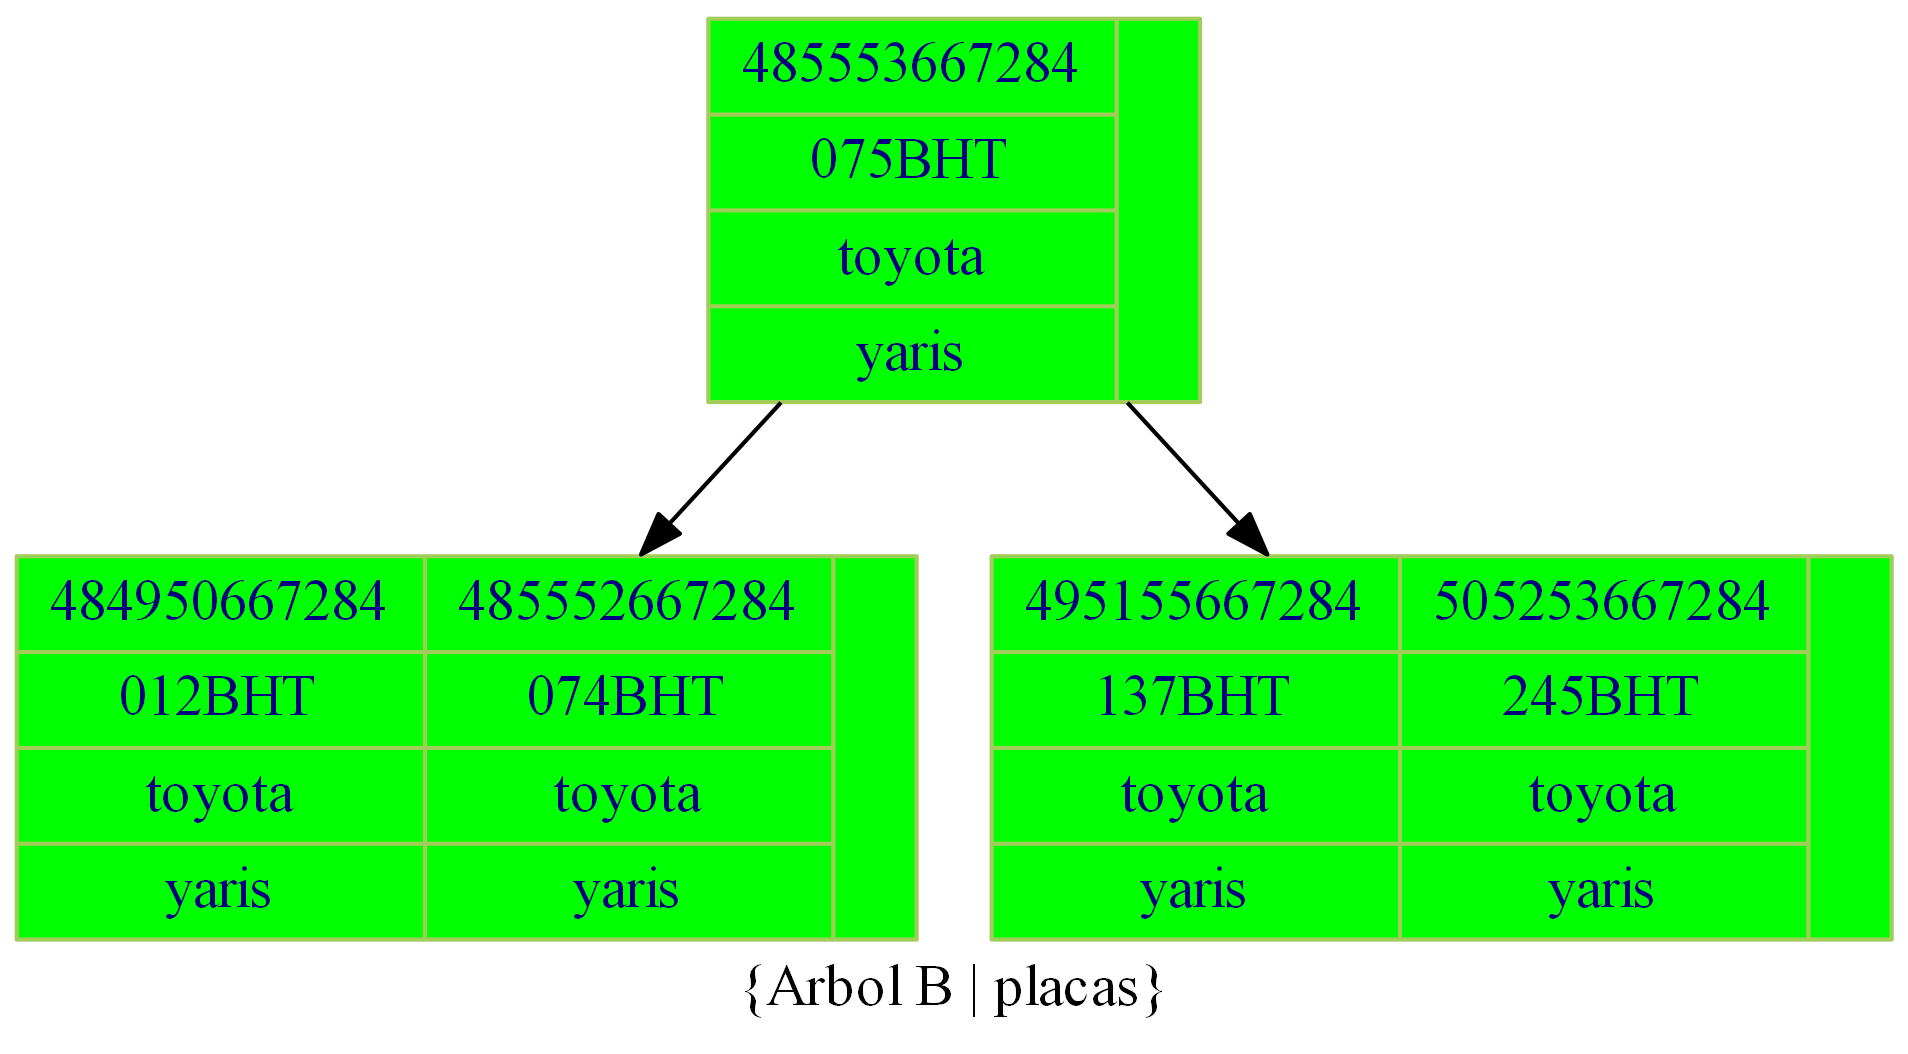 485553667284
075BHT
toyota
yaris
484950667284 485552667284
012BHT 074BHT
toyota toyota
yaris yaris
495155667284 505253667284
137BHT 245BHT
toyota toyota
yaris yaris
{Arbol B | placas}